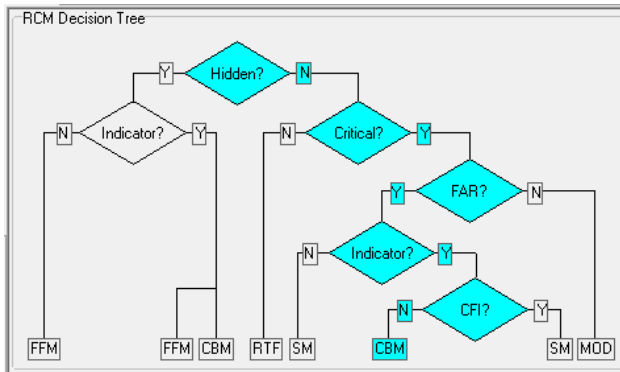 RCM Decision Tree
Y Hidden? N
N Indicator? Y N Critical? Y
Y FAR? N
N Indicator? Y
N CFI? Y
FFM FFM CBM RTF SM CBM SM MOD